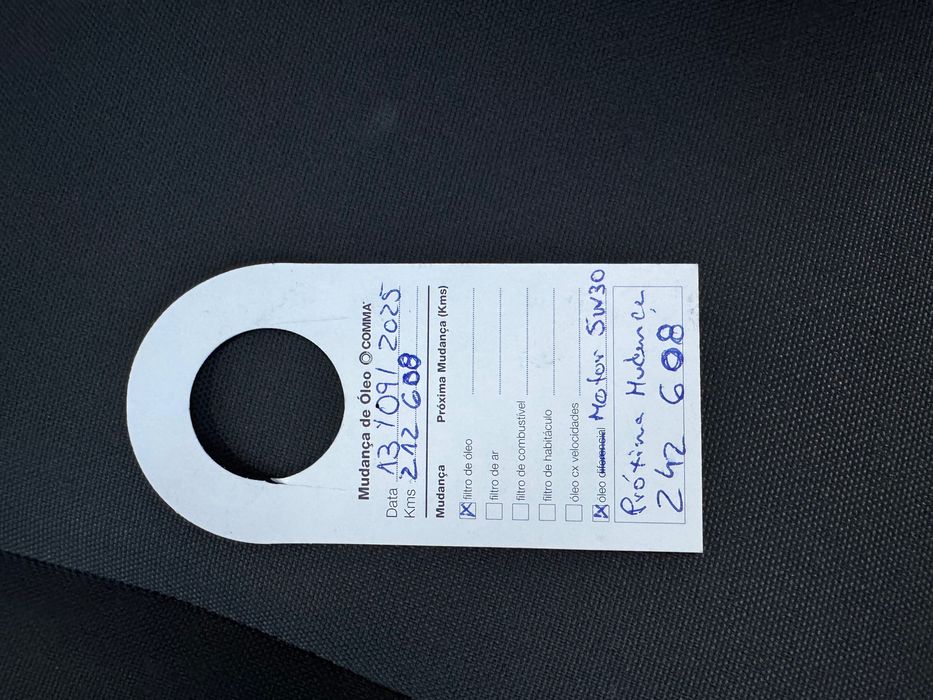 Mudança de Óleo COMMA
Data 13/09/2025
Kms 212 608
Mudança Próxima Mudança (Kms)
filtro de óleo
filtro de ar
filtro de combustível
filtro de habitáculo
óleo cx velocidades
óleo diferencial Motor 5W30
Próxima Mudança
242 608